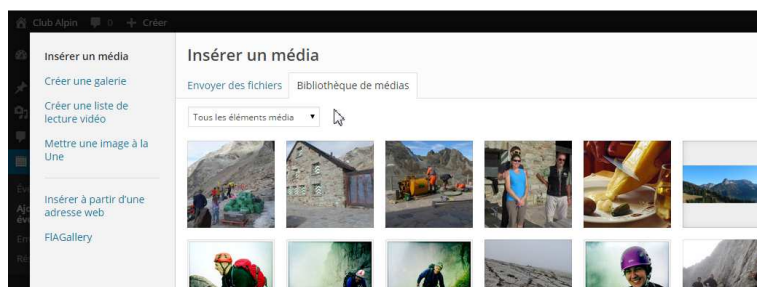 Club Alpin 0 + Créer
Insérer un média
Créer une galerie
Créer une liste de
lecture vidéo
Mettre une image à la
Une
Insérer à partir d'une
adresse web
FlAGallery
Insérer un média
Envoyer des fichiers Bibliothèque de médias
Tous les éléments média